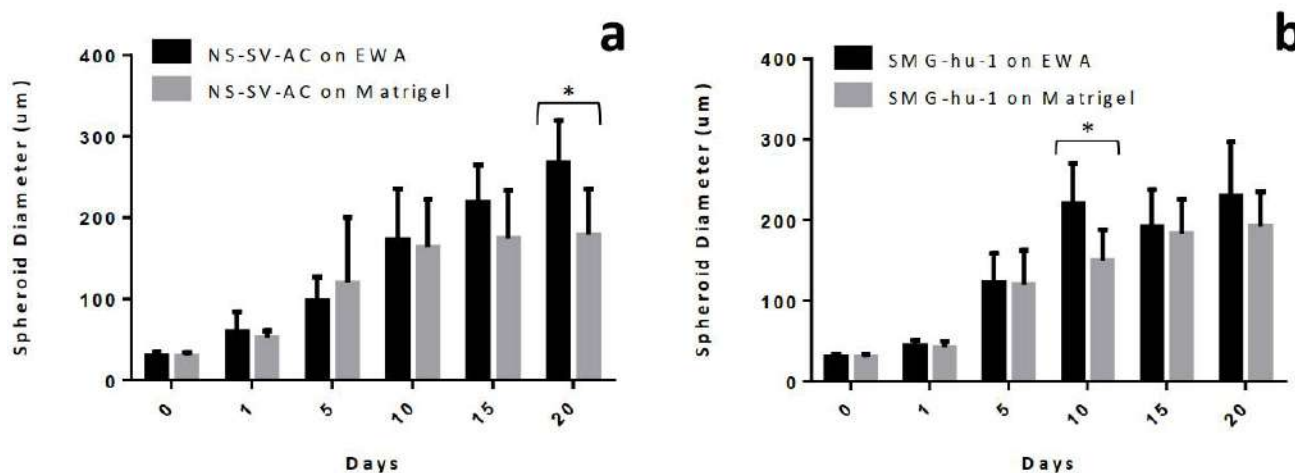 a
NS-SV-AC on EWA
NS-SV-AC on Matrigel
*
Spheroid Diameter (um)
400
300
200
100
0
0
1
5
10
15
20
Days
b
SMG-hu-1 on EWA
SMG-hu-1 on Matrigel
*
Spheroid Diameter (um)
400
300
200
100
0
0
1
5
10
15
20
Days